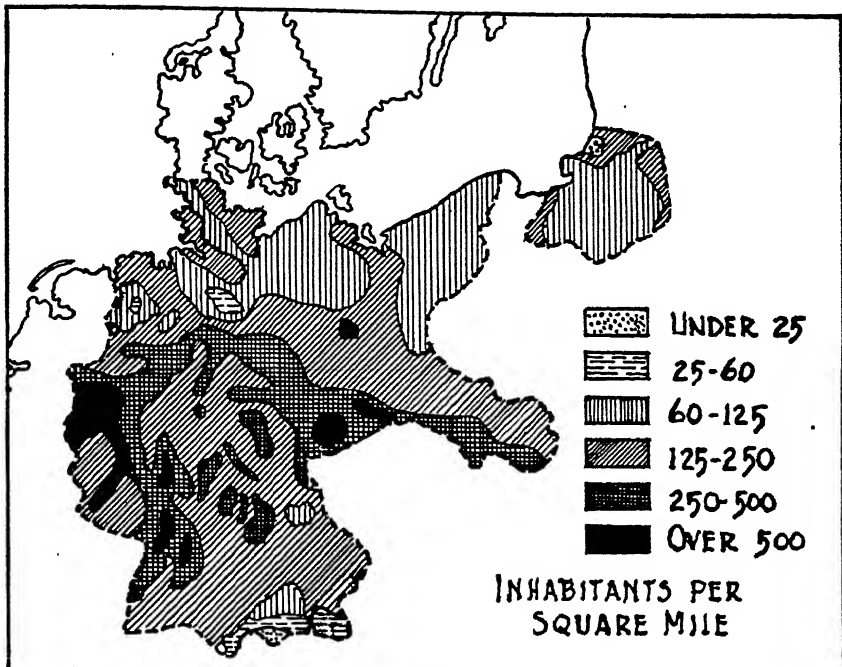 UNDER 25
25-60
60-125
125-250
250-500
OVER 500
INHABITANTS PER
SQUARE MILE